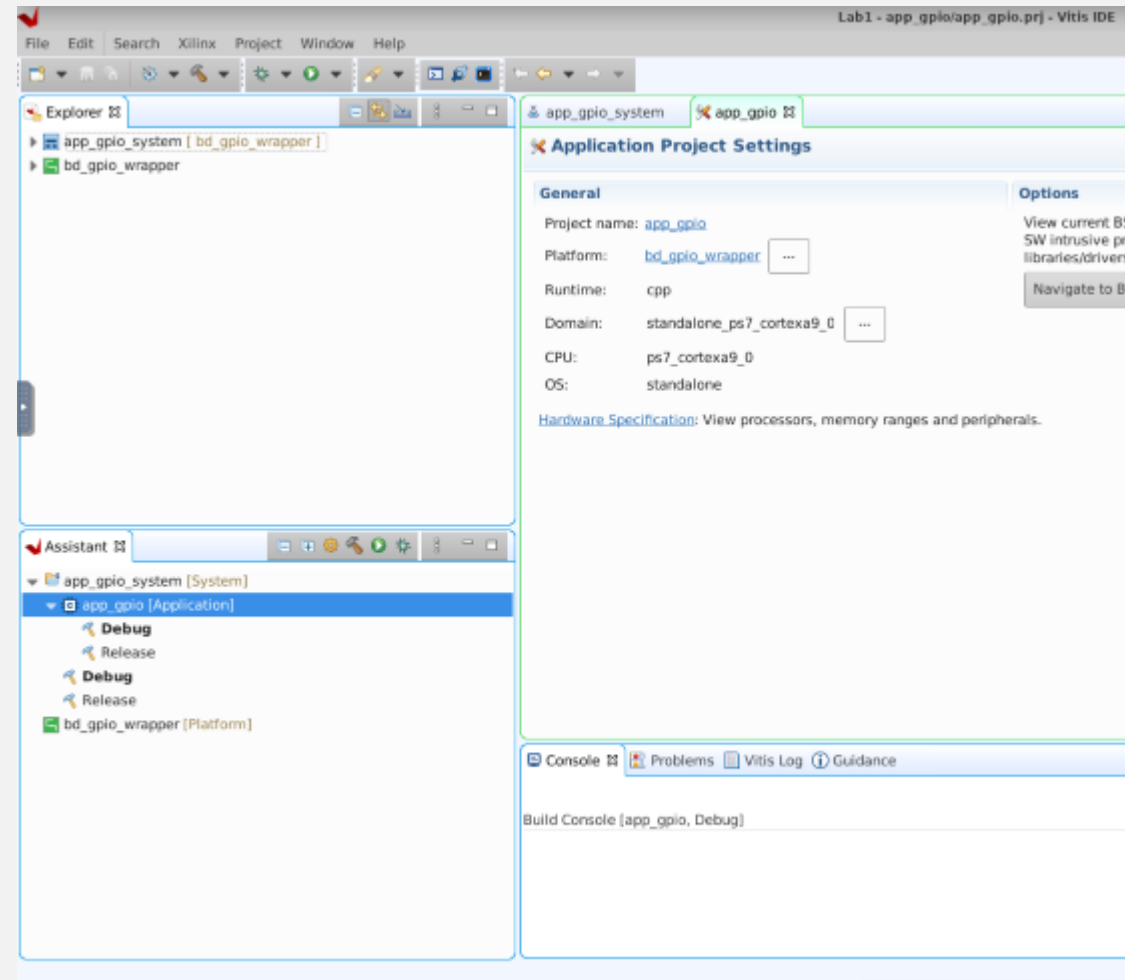 Lab1 - app_gpio/app_gpio.prj - Vitis IDE
File Edit Search Xilinx Project Window Help
Explorer
app_gpio_system [ bd_gpio_wrapper ]
bd_gpio_wrapper
app_gpio_system app_gpio
Application Project Settings
General
Project name: app_gpio
Platform: bd_gpio_wrapper ...
Runtime: cpp
Domain: standalone_ps7_cortexa9_0 ...
CPU: ps7_cortexa9_0
OS: standalone
Hardware Specification: View processors, memory ranges and peripherals.
Options
View current BS
SW intrusive pr
libraries/driver
Navigate to B
Assistant
app_gpio_system [System]
app_gpio [Application]
Debug
Release
Debug
Release
bd_gpio_wrapper [Platform]
Console Problems Vitis Log Guidance
Build Console [app_gpio, Debug]